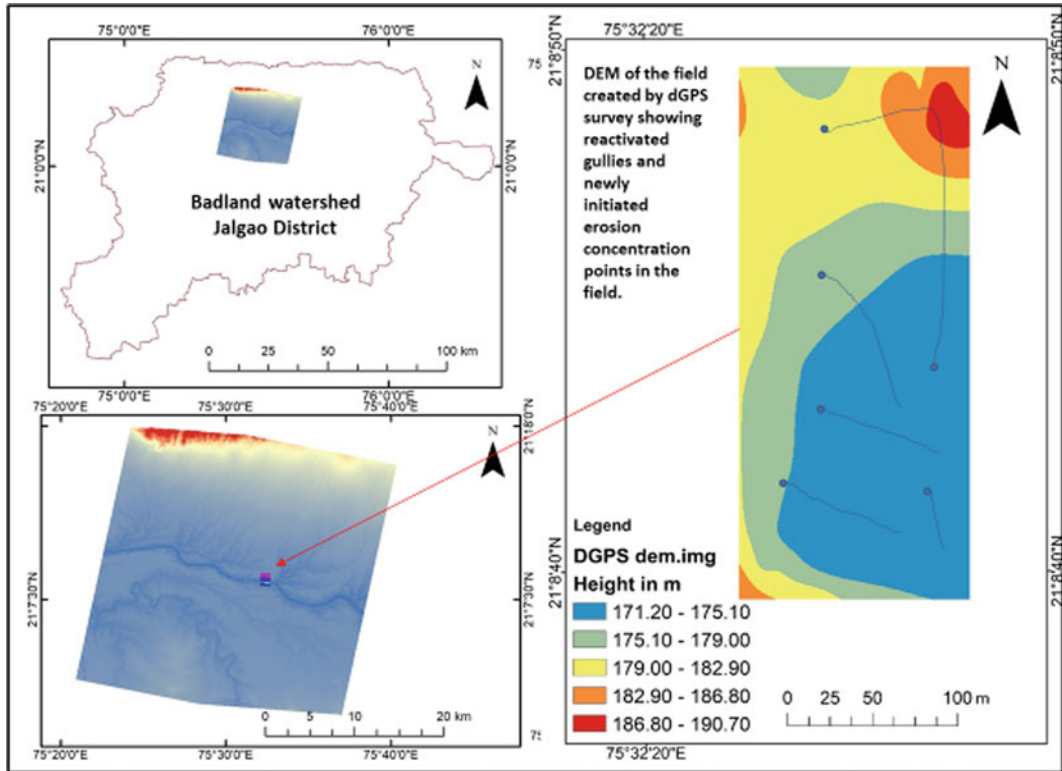 75°0'0"E
76°0'0"E
N
21°0'0"N
21°0'0"N
Badland watershed
Jalgao District
0 25 50 100 km
75°0'0"E
76°0'0"E
75°20'0"E
75°30'0"E
75°40'0"E
N
21°18'0"N
21°7'30"N
21°7'30"N
0 5 10 20 km
75°20'0"E
75°30'0"E
75°40'0"E
75°32'20"E
75
21°8'50"N
21°8'50"N
DEM of the field
created by dGPS
survey showing
reactivated
gullies and
newly
initiated
erosion
concentration
points in the
field.
N
Legend
DGPS dem.img
Height in m
171.20 - 175.10
175.10 - 179.00
179.00 - 182.90
182.90 - 186.80
186.80 - 190.70
21°8'40"N
21°8'40"N
0 25 50 100 m
75
75°32'20"E